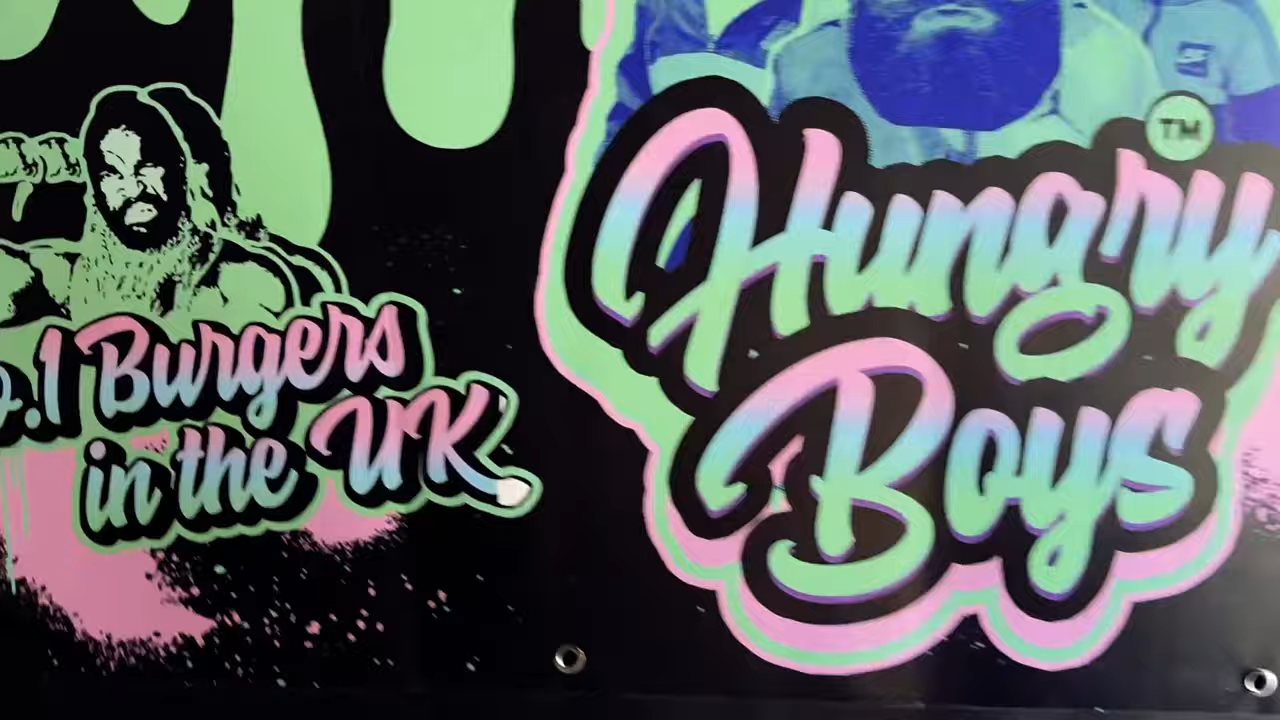 o.1 Burgers
in the UK
Hungry
Boys
TM